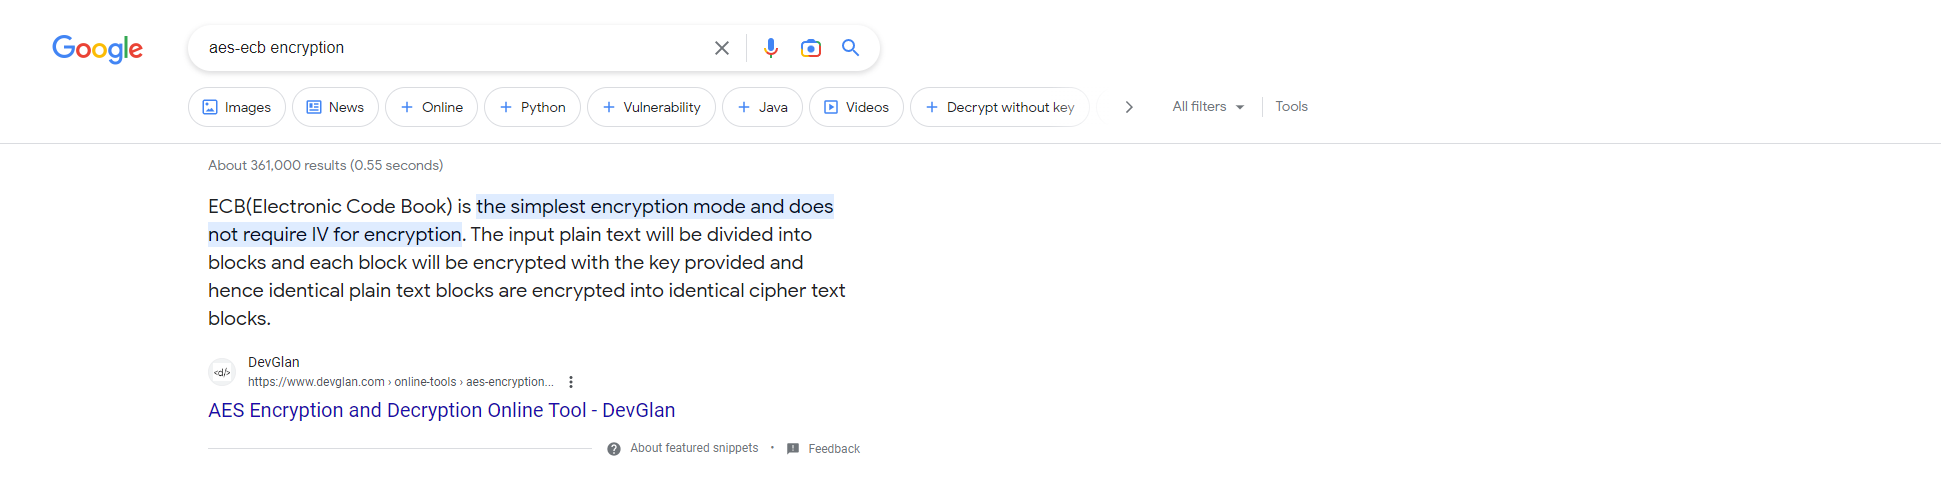 Google
aes-ecb encryption
Images
News
Online
Python
Vulnerability
Java
Videos
Decrypt without key
All filters
Tools
About 361,000 results (0.55 seconds)
ECB(Electronic Code Book) is the simplest encryption mode and does
not require IV for encryption. The input plain text will be divided into
blocks and each block will be encrypted with the key provided and
hence identical plain text blocks are encrypted into identical cipher text
blocks.
<d/>
DevGlan
https://www.devglan.com › online-tools › aes-encryption...
AES Encryption and Decryption Online Tool - DevGlan
About featured snippets • Feedback